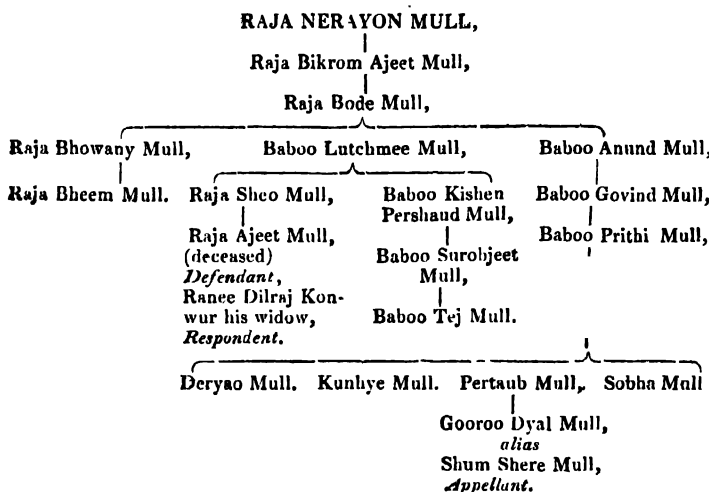 RAJA NERAYON MULL,
Raja Bikrom Ajeet Mull,
Raja Bode Mull,
Raja Bhowany Mull, Baboo Lutchmee Mull, Baboo Anund Mull,
Raja Bheem Mull. Raja Sheo Mull, Baboo Kishen Baboo Govind Mull,
Pershaud Mull,
Raja Ajeet Mull, Baboo Prithi Mull,
(deceased) Baboo Surobjeet
Defendant, Mull,
Ranee Dilraj Kon-
wur his widow, Baboo Tej Mull.
Respondent.
Deryao Mull. Kunhye Mull. Pertaub Mull, Sobha Mull
Gooroo Dyal Mull,
alias
Shum Shere Mull,
Appellant.